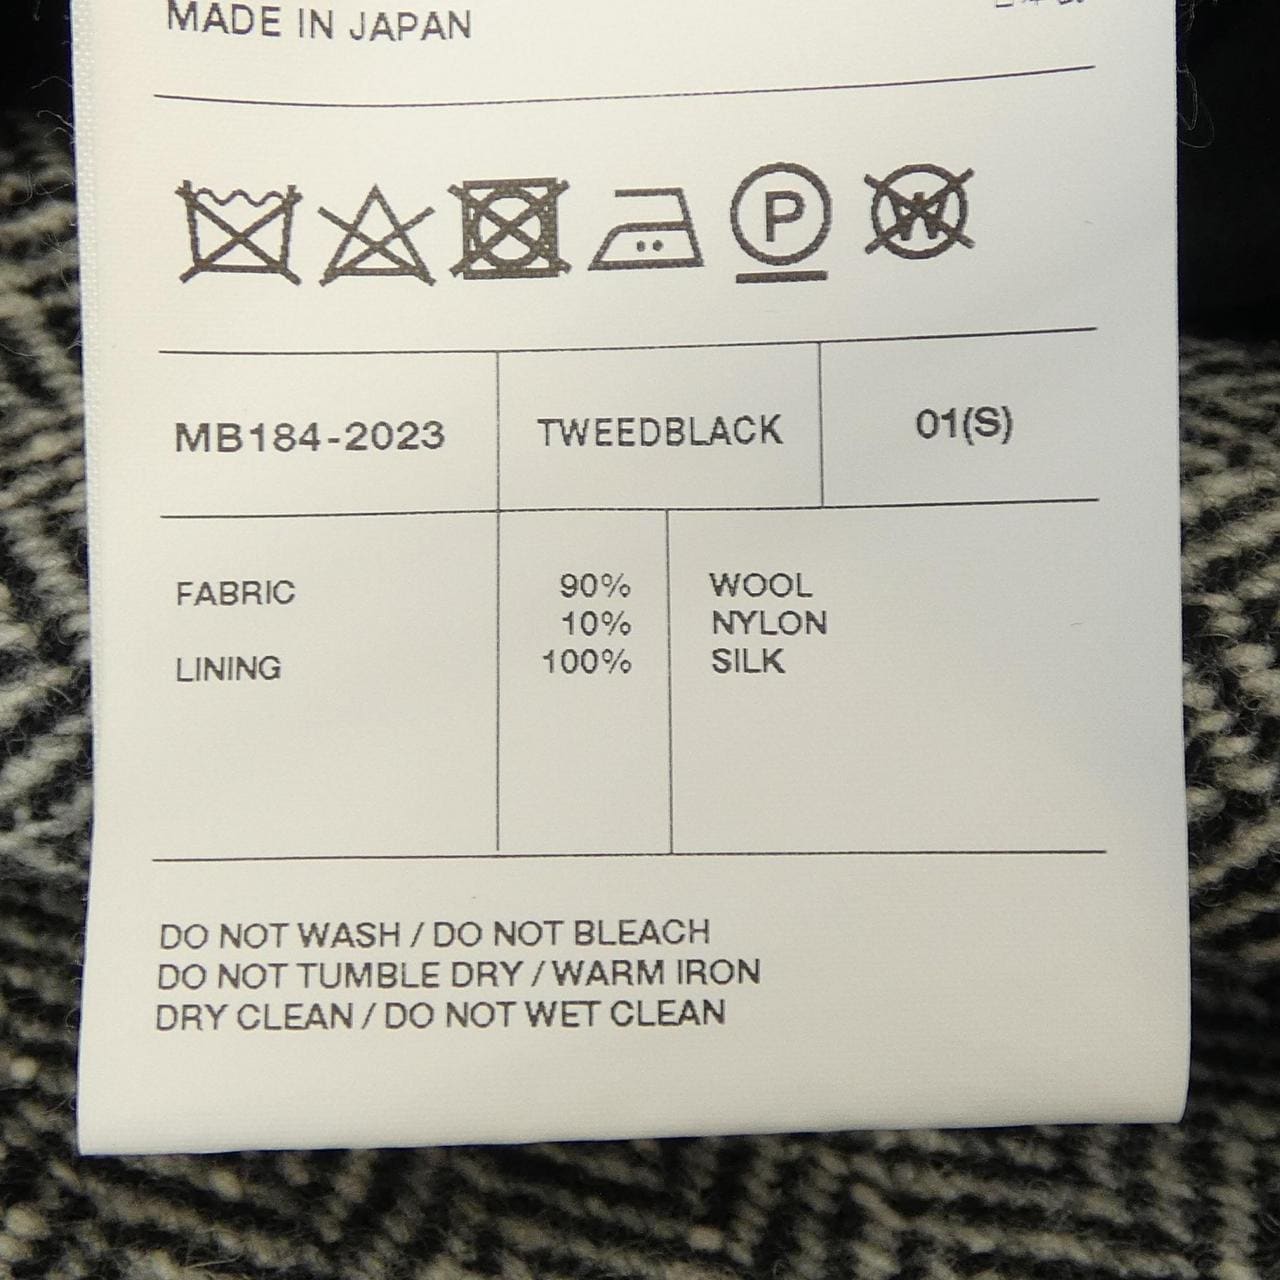 MADE IN JAPAN
P
W
MB184-2023 TWEEDBLACK 01(S)
FABRIC 90% WOOL
10% NYLON
LINING 100% SILK
DO NOT WASH / DO NOT BLEACH
DO NOT TUMBLE DRY / WARM IRON
DRY CLEAN / DO NOT WET CLEAN